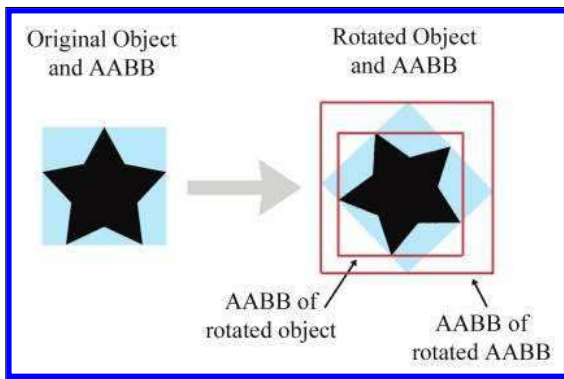 Original Object
and AABB
Rotated Object
and AABB
AABB of
rotated object
AABB of
rotated AABB